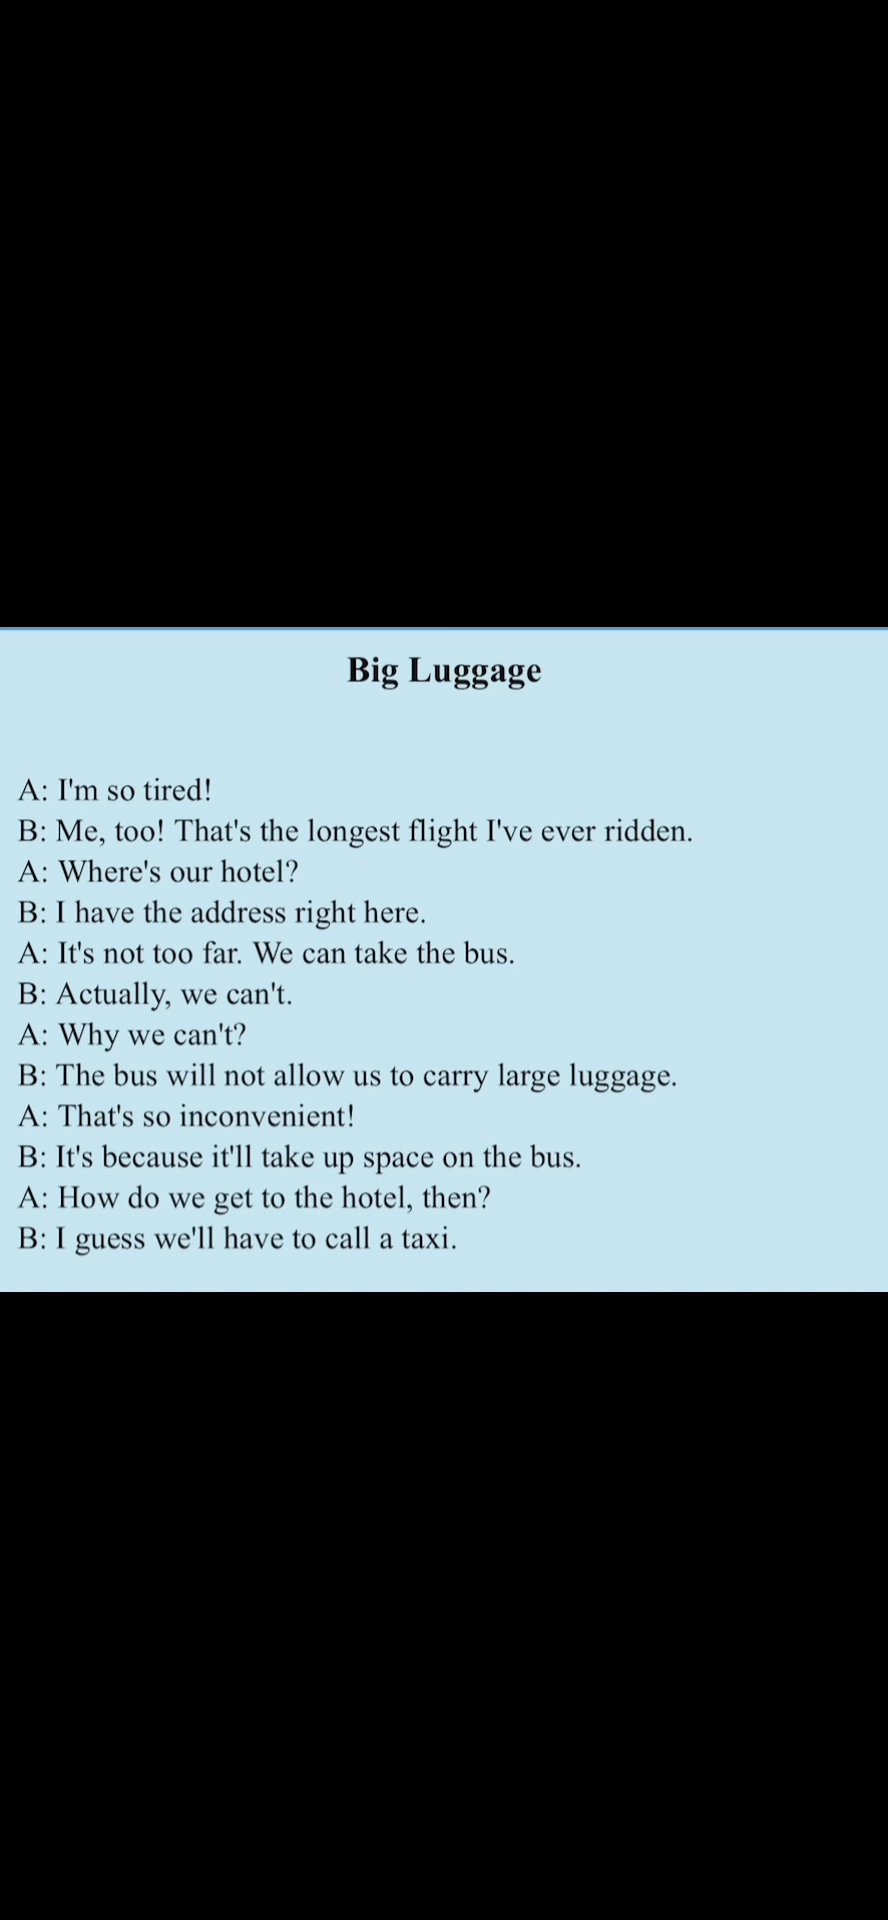 Big Luggage
A: I'm so tired!
B: Me, too! That's the longest flight I've ever ridden.
A: Where's our hotel?
B: I have the address right here.
A: It's not too far. We can take the bus.
B: Actually, we can't.
A: Why we can't?
B: The bus will not allow us to carry large luggage.
A: That's so inconvenient!
B: It's because it'll take up space on the bus.
A: How do we get to the hotel, then?
B: I guess we'll have to call a taxi.